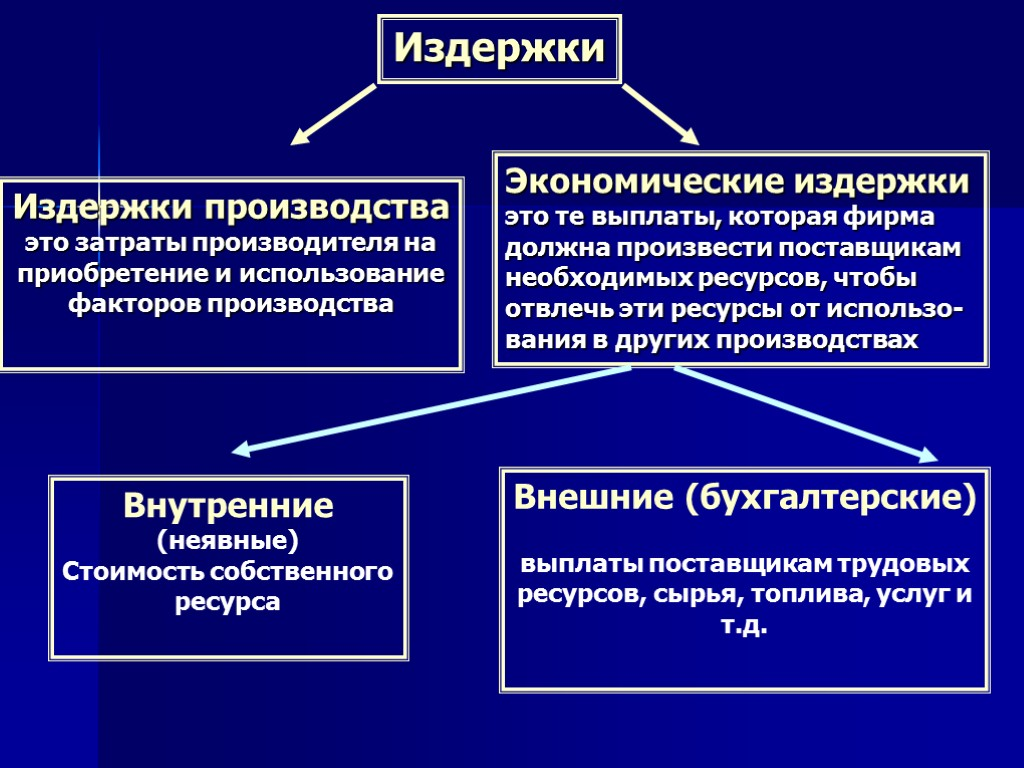 Издержки
Издержки производства
это затраты производителя на
приобретение и использование
факторов производства
Экономические издержки
это те выплаты, которая фирма
должна произвести поставщикам
необходимых ресурсов, чтобы
отвлечь эти ресурсы от использо-
вания в других производствах
Внутренние
(неявные)
Стоимость собственного
ресурса
Внешние (бухгалтерские)
выплаты поставщикам трудовых
ресурсов, сырья, топлива, услуг и
т.д.